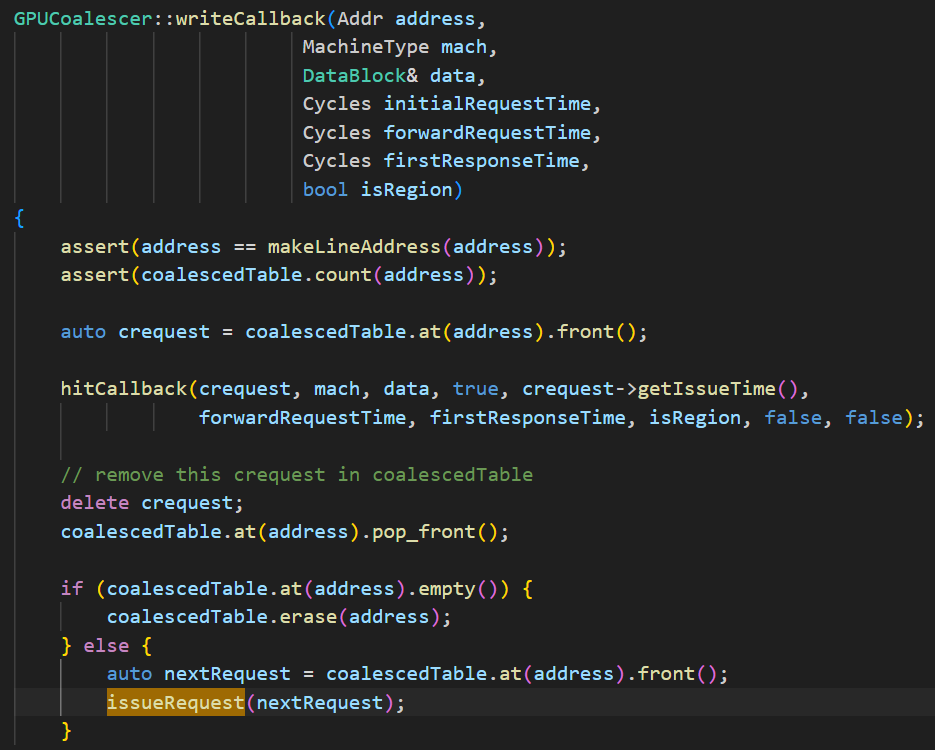 GPUCoalescer::writeCallback(Addr address,
                         MachineType mach,
                         DataBlock& data,
                         Cycles initialRequestTime,
                         Cycles forwardRequestTime,
                         Cycles firstResponseTime,
                         bool isRegion)
{
    assert(address == makeLineAddress(address));
    assert(coalescedTable.count(address));

    auto crequest = coalescedTable.at(address).front();

    hitCallback(crequest, mach, data, true, crequest->getIssueTime(),
                forwardRequestTime, firstResponseTime, isRegion, false, false);

    // remove this crequest in coalescedTable
    delete crequest;
    coalescedTable.at(address).pop_front();

    if (coalescedTable.at(address).empty()) {
        coalescedTable.erase(address);
    } else {
        auto nextRequest = coalescedTable.at(address).front();
        issueRequest(nextRequest);
    }